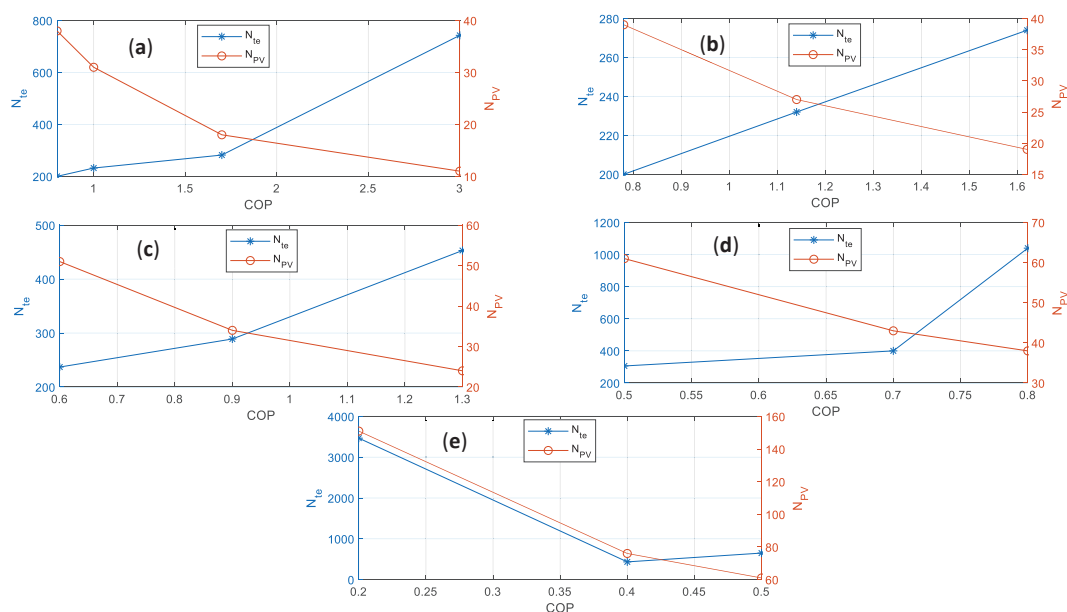 800
600
400
200
N_te
(a)
N_te
N_PV
40
30
20
10
N_PV
1
1.5
2
2.5
3
COP
280
260
240
220
200
N_te
(b)
N_te
N_PV
40
35
30
25
20
15
N_PV
0.8
0.9
1
1.1
1.2
1.3
1.4
1.5
1.6
COP
500
400
300
200
N_te
(c)
N_te
N_PV
60
50
40
30
20
N_PV
0.6
0.7
0.8
0.9
1
1.1
1.2
1.3
COP
1200
1000
800
600
400
200
N_te
(d)
N_te
N_PV
70
60
50
40
30
N_PV
0.5
0.55
0.6
0.65
0.7
0.75
0.8
COP
4000
3000
2000
1000
0
N_te
(e)
N_te
N_PV
160
140
120
100
80
60
N_PV
0.2
0.25
0.3
0.35
0.4
0.45
0.5
COP